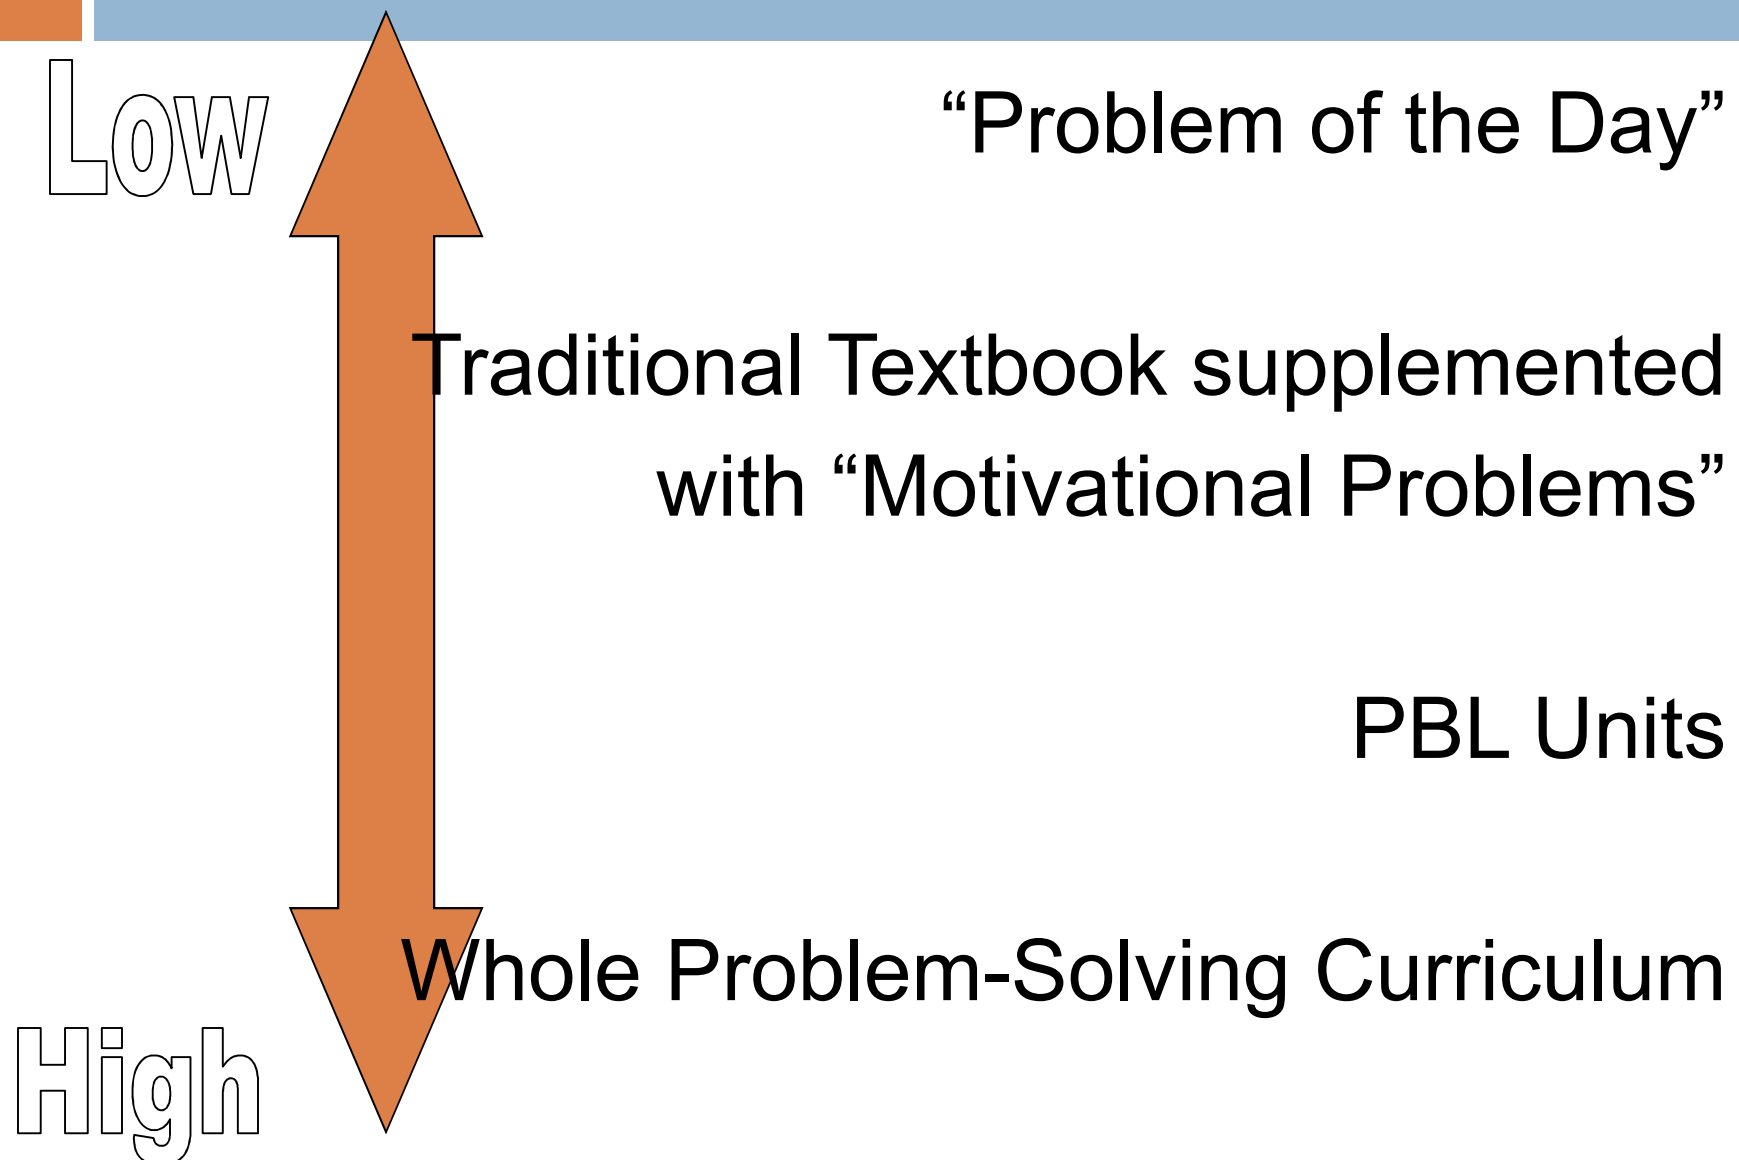 Low
“Problem of the Day”
Traditional Textbook supplemented
with “Motivational Problems”
PBL Units
Whole Problem-Solving Curriculum
High